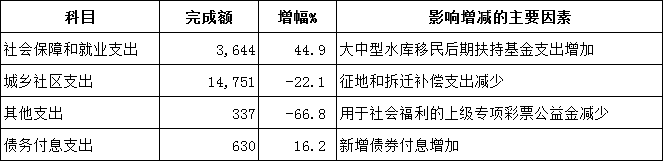 科目 完成额 增幅% 影响增减的主要因素
社会保障和就业支出 3,644 44.9 大中型水库移民后期扶持基金支出增加
城乡社区支出 14,751 -22.1 征地和拆迁补偿支出减少
其他支出 337 -66.8 用于社会福利的上级专项彩票公益金减少
债务付息支出 630 16.2 新增债券付息增加